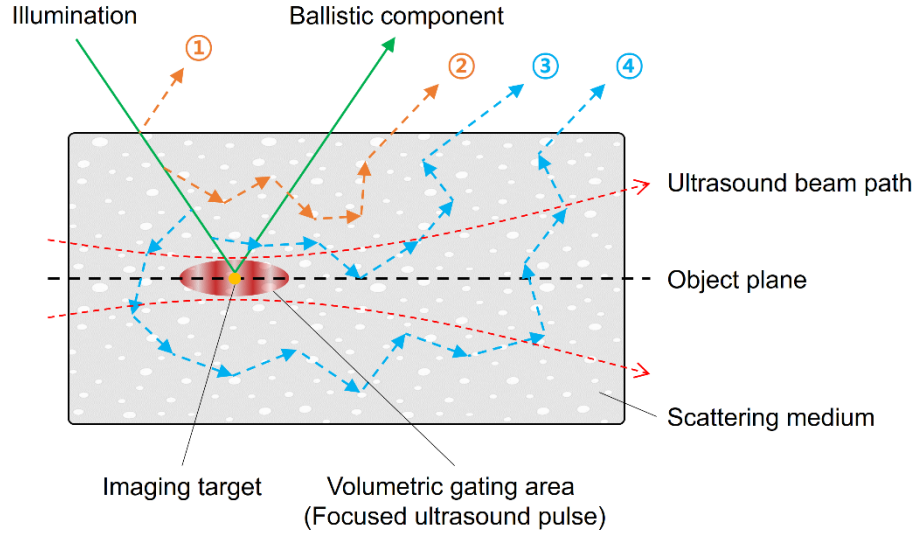 Illumination
Ballistic component
①
②
③
④
Ultrasound beam path
Object plane
Scattering medium
Imaging target
Volumetric gating area
(Focused ultrasound pulse)